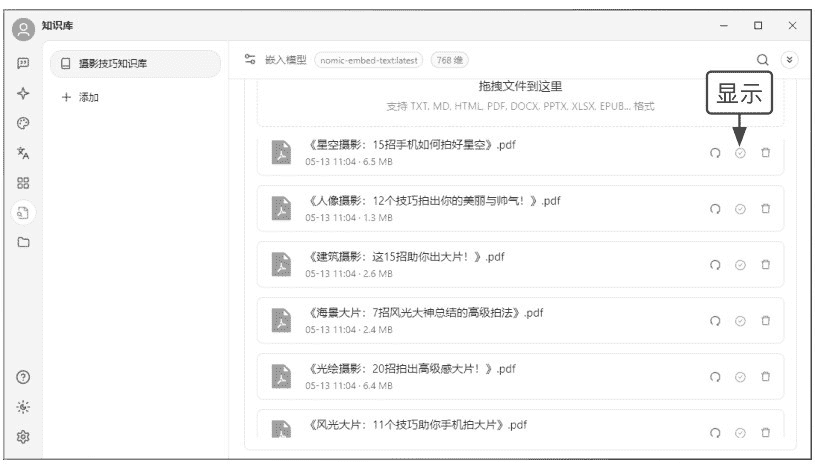 知识库
摄影技巧知识库
添加
嵌入模型 nomic-embed-text:latest 768 维
拖拽文件到这里
支持 TXT, MD, HTML, PDF, DOCX, PPTX, XLSX, EPUB... 格式
显示
《星空摄影：15招手机如何拍好星空》.pdf
05-13 11:04 · 6.5 MB
《人像摄影：12个技巧拍出你的美丽与帅气！》.pdf
05-13 11:04 · 1.3 MB
《建筑摄影：这15招助你出大片！》.pdf
05-13 11:04 · 2.6 MB
《海景大片：7招风光大神总结的高级拍法》.pdf
05-13 11:04 · 2.4 MB
《光绘摄影：20招拍出高级感大片！》.pdf
05-13 11:04 · 6.4 MB
《风光大片：11个技巧助你手机拍大片》.pdf